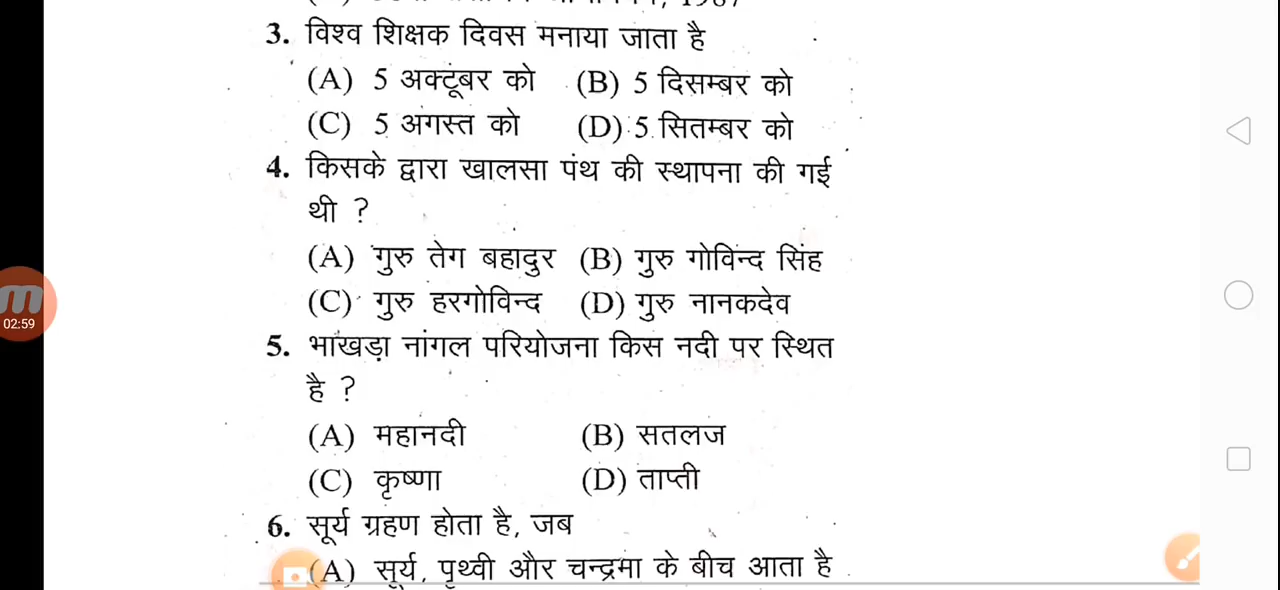 3. विश्व शिक्षक दिवस मनाया जाता है
(A) 5 अक्टूंबर को (B) 5 दिसम्बर को
(C) 5 अगस्त को (D) 5 सितम्बर को
4. किसके द्वारा खालसा पंथ की स्थापना की गई
थी ?
(A) गुरु तेग बहादुर (B) गुरु गोविन्द सिंह
(C) गुरु हरगोविन्द (D) गुरु नानकदेव
5. भांखड़ा नांगल परियोजना किस नदी पर स्थित
है ?
(A) महानदी (B) सतलज
(C) कृष्णा (D) ताप्ती
6. सूर्य ग्रहण होता है, जब
(A) सूर्य, पृथ्वी और चन्द्रमा के बीच आता है
02:59